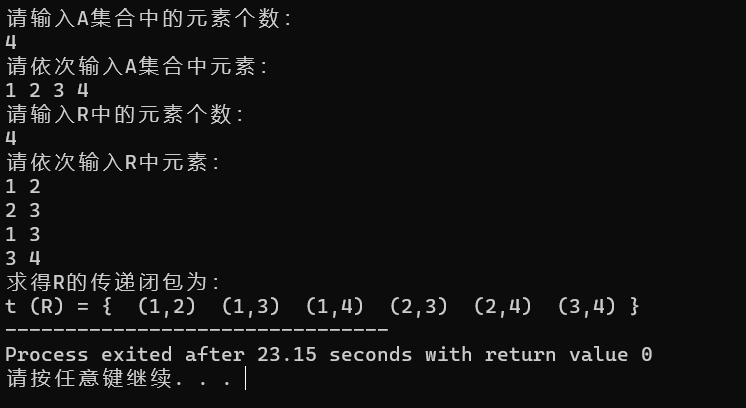 请输入A集合中的元素个数:
4
请依次输入A集合中元素:
1 2 3 4
请输入R中的元素个数:
4
请依次输入R中元素:
1 2
2 3
1 3
3 4
求得R的传递闭包为:
t (R) = {  (1,2)  (1,3)  (1,4)  (2,3)  (2,4)  (3,4) }
--------------------------------
Process exited after 23.15 seconds with return value 0
请按任意键继续. . .